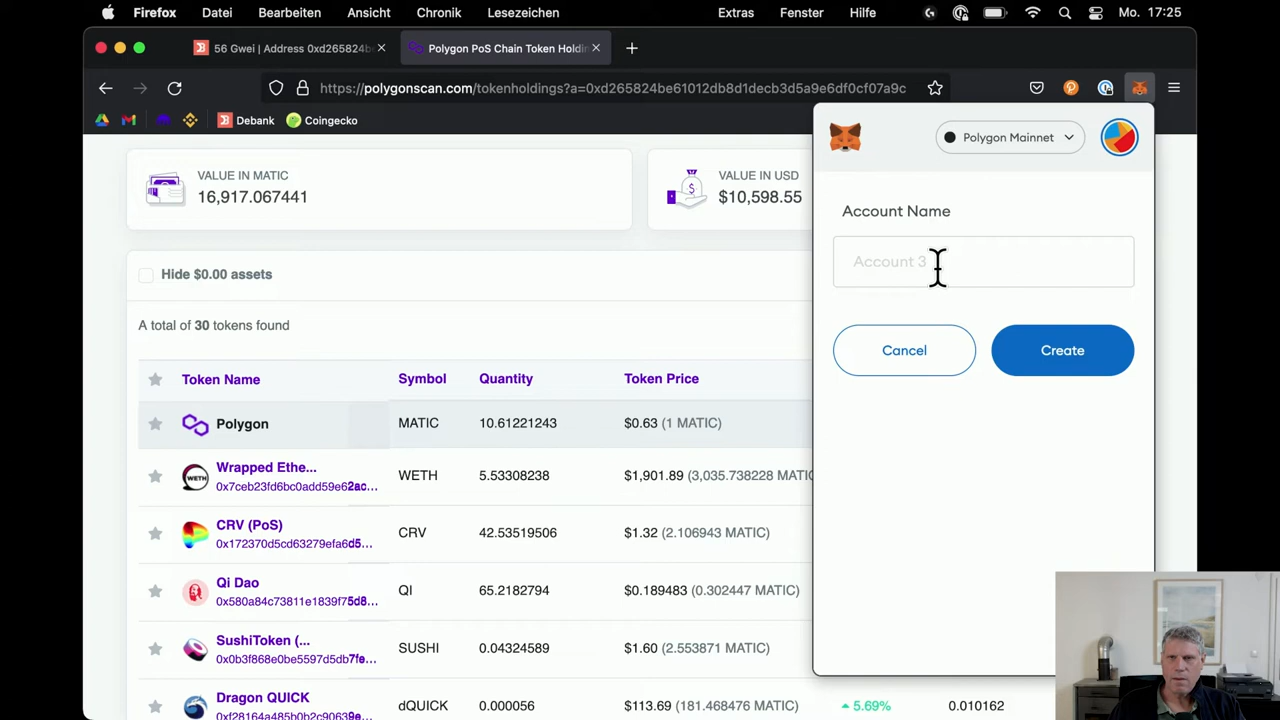 Firefox Datei Bearbeiten Ansicht Chronik Lesezeichen Extras Fenster Hilfe Mo. 17:25
56 Gwei | Address 0xd265824b
Polygon PoS Chain Token Holdin
https://polygonscan.com/tokenholdings?a=0xd265824be61012db8d1decb3d5a9e6df0cf07a9c
Debank Coingecko
VALUE IN MATIC
16,917.067441
VALUE IN USD
$10,598.55
Hide $0.00 assets
A total of 30 tokens found
Token Name Symbol Quantity Token Price
Polygon MATIC 10.61221243 $0.63 (1 MATIC)
Wrapped Ethe... WETH 5.53308238 $1,901.89 (3,035.738228 MATIC
0x7ceb23fd6bc0add59e62ac...
CRV (PoS) CRV 42.53519506 $1.32 (2.106943 MATIC)
0x172370d5cd63279efa6d5...
Qi Dao QI 65.2182794 $0.189483 (0.302447 MATIC)
0x580a84c73811e1839f75d8...
SushiToken (... SUSHI 0.04324589 $1.60 (2.553871 MATIC)
0x0b3f868e0be5597d5db7fe...
Dragon QUICK dQUICK 0.000056 $113.69 (181.468476 MATIC) 5.69% 0.010162
0xf28164a485b0b2c90639e...
Polygon Mainnet
Account Name
Account 3
Cancel Create